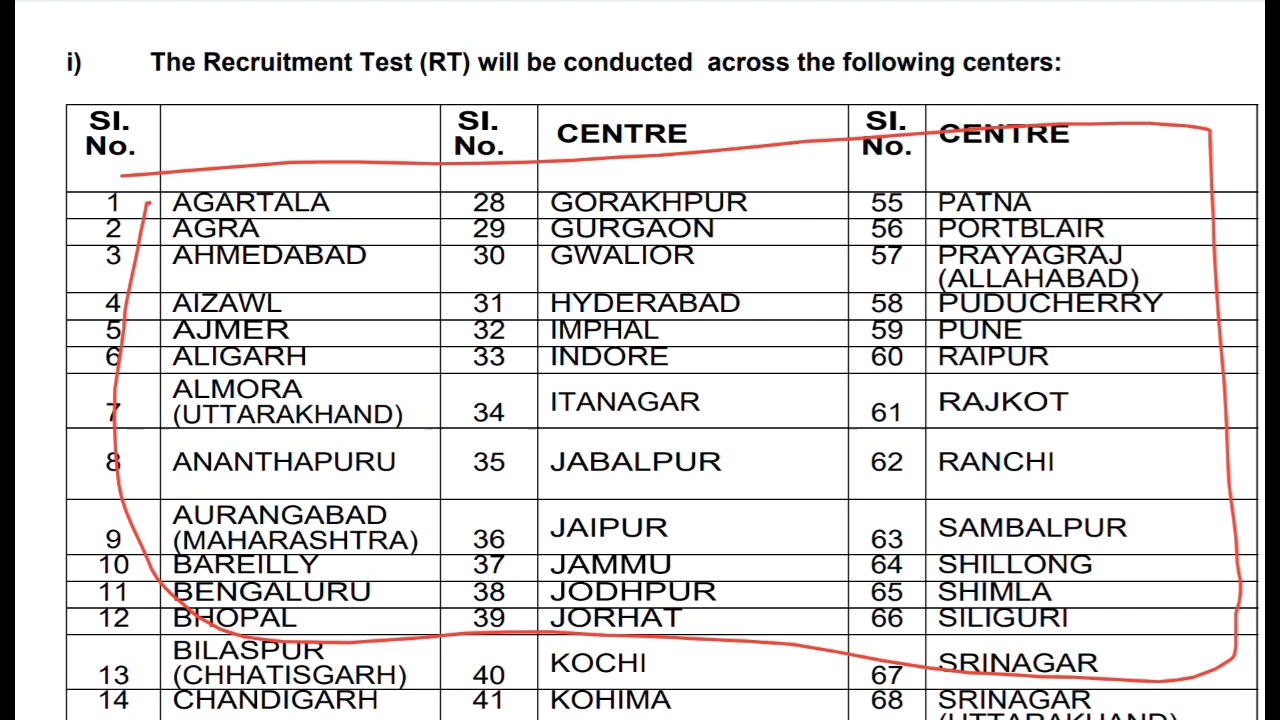 i) The Recruitment Test (RT) will be conducted across the following centers:
SI. No. SI. No. CENTRE SI. No. CENTRE
1 AGARTALA 28 GORAKHPUR 55 PATNA
2 AGRA 29 GURGAON 56 PORTBLAIR
3 AHMEDABAD 30 GWALIOR 57 PRAYAGRAJ (ALLAHABAD)
4 AIZAWL 31 HYDERABAD 58 PUDUCHERRY
5 AJMER 32 IMPHAL 59 PUNE
6 ALIGARH 33 INDORE 60 RAIPUR
7 ALMORA (UTTARAKHAND) 34 ITANAGAR 61 RAJKOT
8 ANANTHAPURU 35 JABALPUR 62 RANCHI
9 AURANGABAD (MAHARASHTRA) 36 JAIPUR 63 SAMBALPUR
10 BAREILLY 37 JAMMU 64 SHILLONG
11 BENGALURU 38 JODHPUR 65 SHIMLA
12 BHOPAL 39 JORHAT 66 SILIGURI
13 BILASPUR (CHHATISGARH) 40 KOCHI 67 SRINAGAR
14 CHANDIGARH 41 KOHIMA 68 SRINAGAR (UTTARAKHAND)